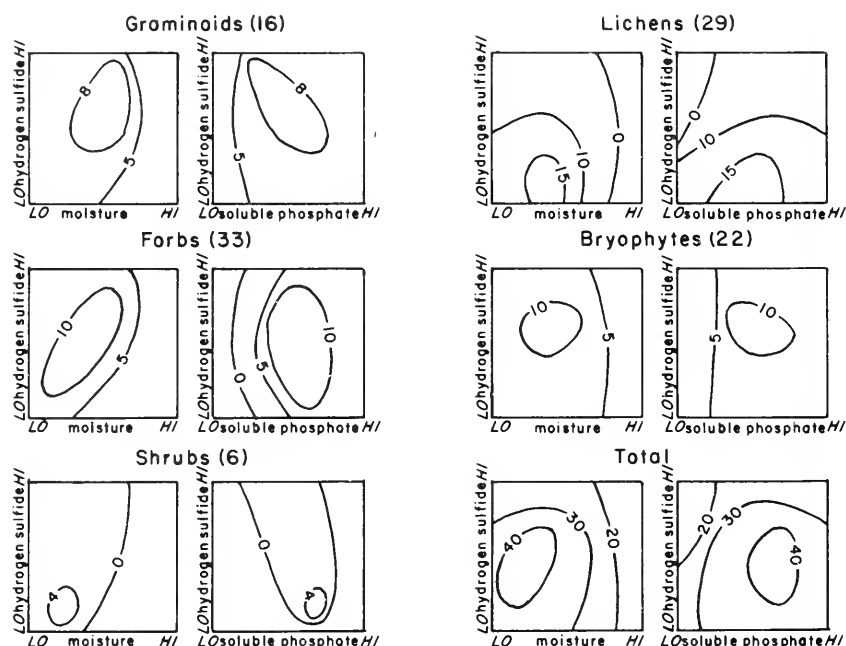 Graminoids (16)
HI
hydrogen sulfide
LO
8
5
LO moisture HI
HI
hydrogen sulfide
LO
8
5
LO soluble phosphate HI
Lichens (29)
HI
hydrogen sulfide
LO
0
10
15
LO moisture HI
HI
hydrogen sulfide
LO
0
10
15
LO soluble phosphate HI
Forbs (33)
HI
hydrogen sulfide
LO
10
5
LO moisture HI
HI
hydrogen sulfide
LO
10
5
0
LO soluble phosphate HI
Bryophytes (22)
HI
hydrogen sulfide
LO
10
5
LO moisture HI
HI
hydrogen sulfide
LO
10
5
LO soluble phosphate HI
Shrubs (6)
HI
hydrogen sulfide
LO
0
4
LO moisture HI
HI
hydrogen sulfide
LO
0
4
LO soluble phosphate HI
Total
HI
hydrogen sulfide
LO
40
30
20
LO moisture HI
HI
hydrogen sulfide
LO
20
30
40
LO soluble phosphate HI